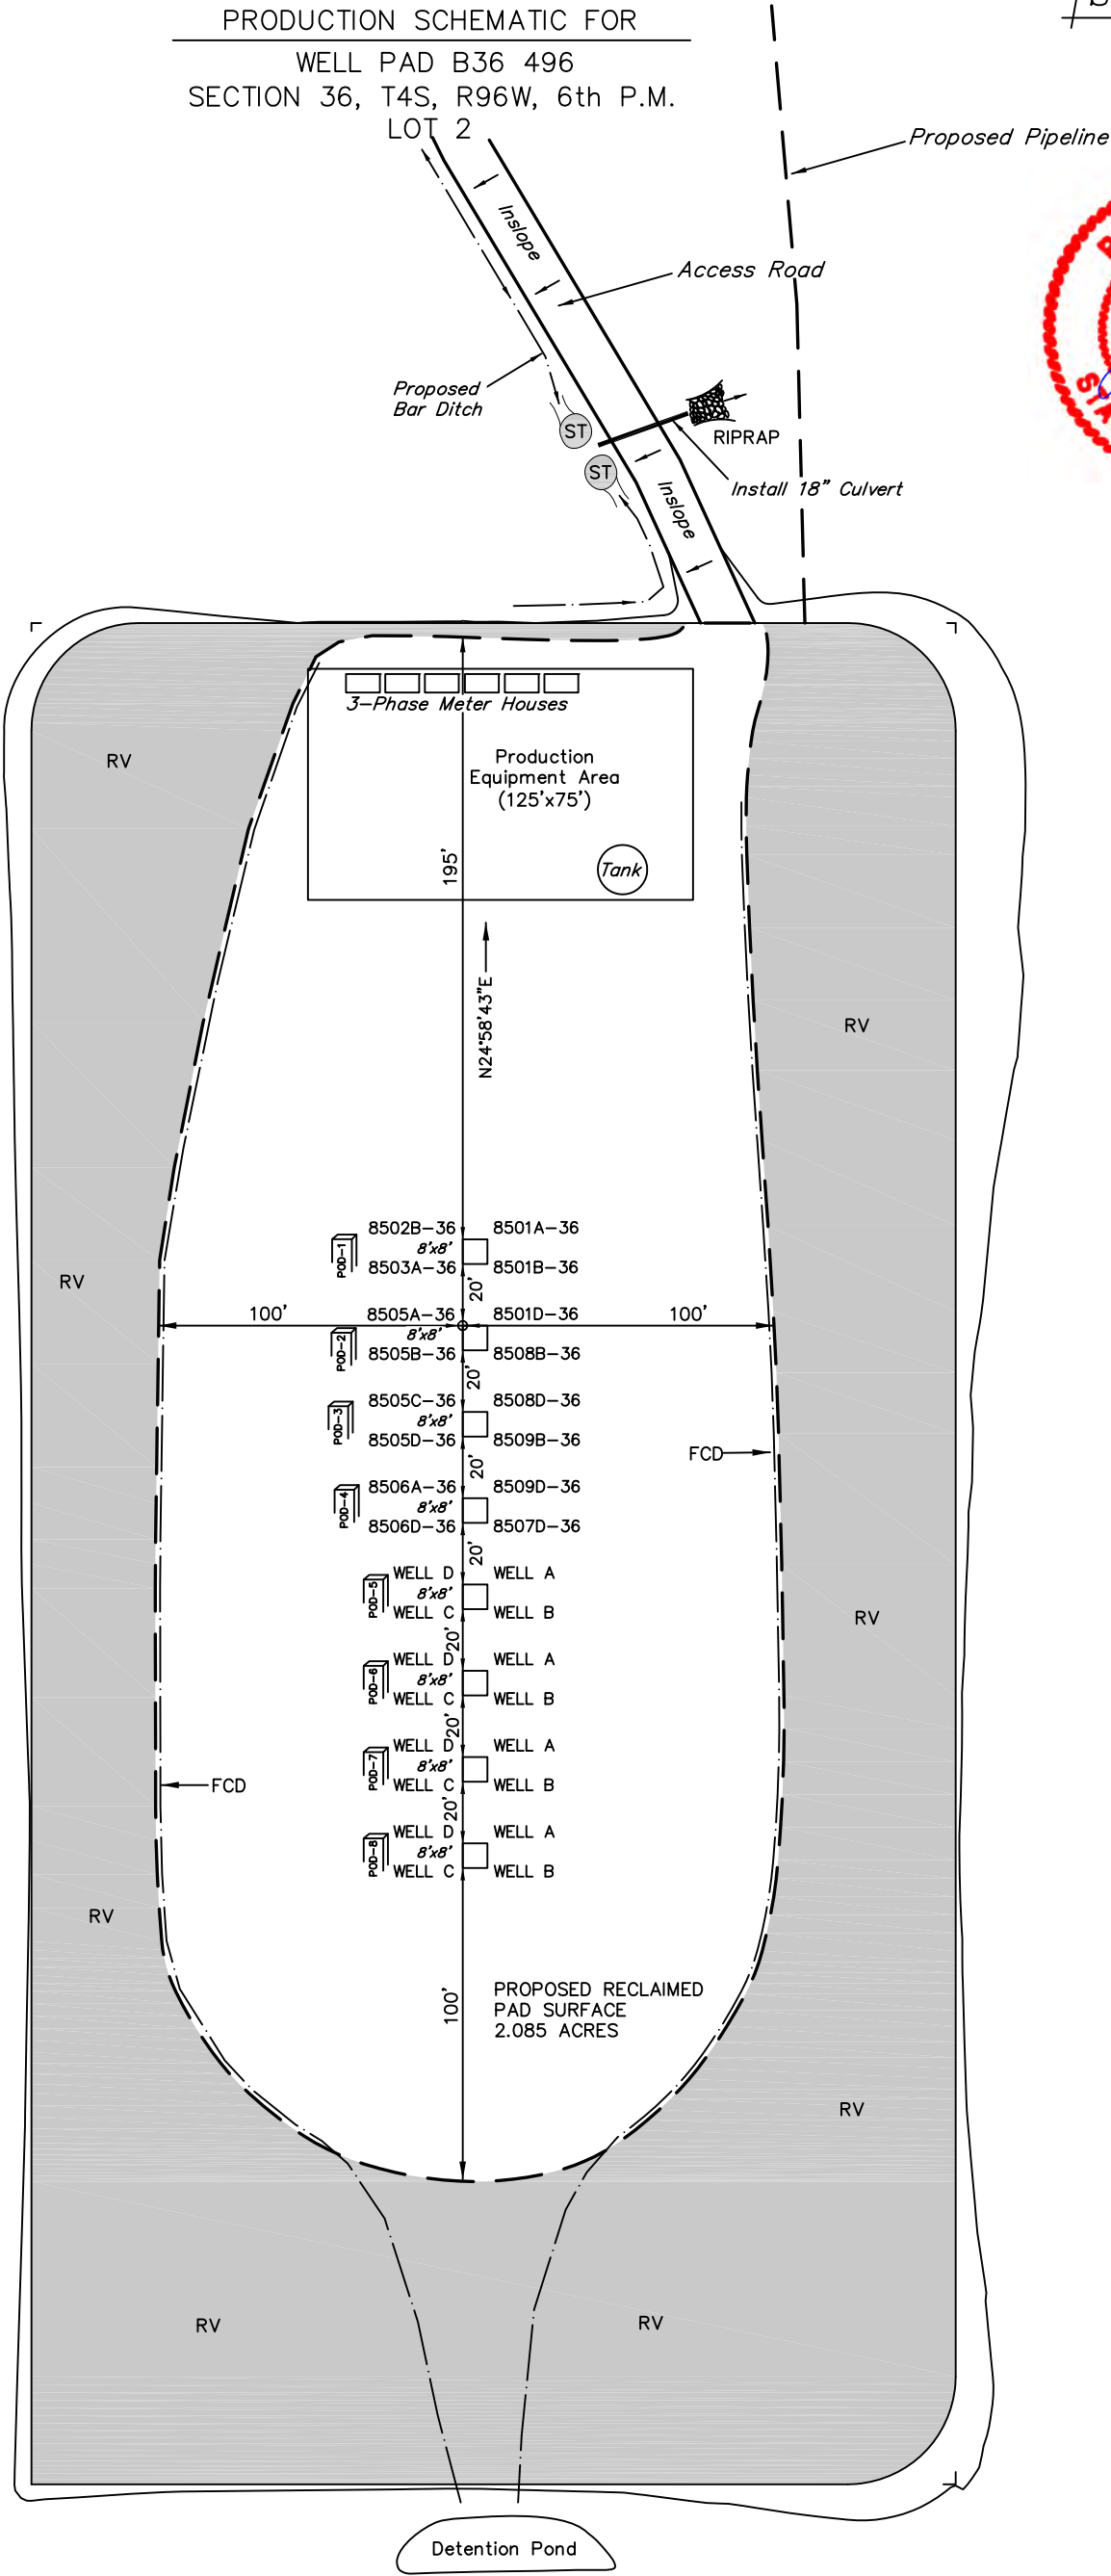 PRODUCTION SCHEMATIC FOR
WELL PAD B36 496
SECTION 36, T4S, R96W, 6th P.M.
LOT 2
Proposed Pipeline
Inslope
Access Road
Proposed
Bar Ditch
ST
RIPRAP
ST
Install 18" Culvert
Inslope
3-Phase Meter Houses
Production
Equipment Area
(125'x75')
RV
195'
Tank
N24°58'43"E
RV
8502B-36 8501A-36
POD-1 8'x8'
8503A-36 8501B-36
RV
20'
100' 8505A-36 8501D-36 100'
POD-2 8'x8'
8505B-36 8508B-36
20'
8505C-36 8508D-36
POD-3 8'x8'
8505D-36 8509B-36
FCD
20'
8506A-36 8509D-36
POD-4 8'x8'
8506D-36 8507D-36
20'
WELL D WELL A
POD-5 8'x8'
WELL C WELL B
RV
20'
WELL D WELL A
POD-6 8'x8'
WELL C WELL B
20'
WELL D WELL A
POD-7 8'x8'
WELL C WELL B
FCD
20'
WELL D WELL A
POD-8 8'x8'
WELL C WELL B
RV
100'
PROPOSED RECLAIMED
PAD SURFACE
2.085 ACRES
RV
RV
RV
Detention Pond